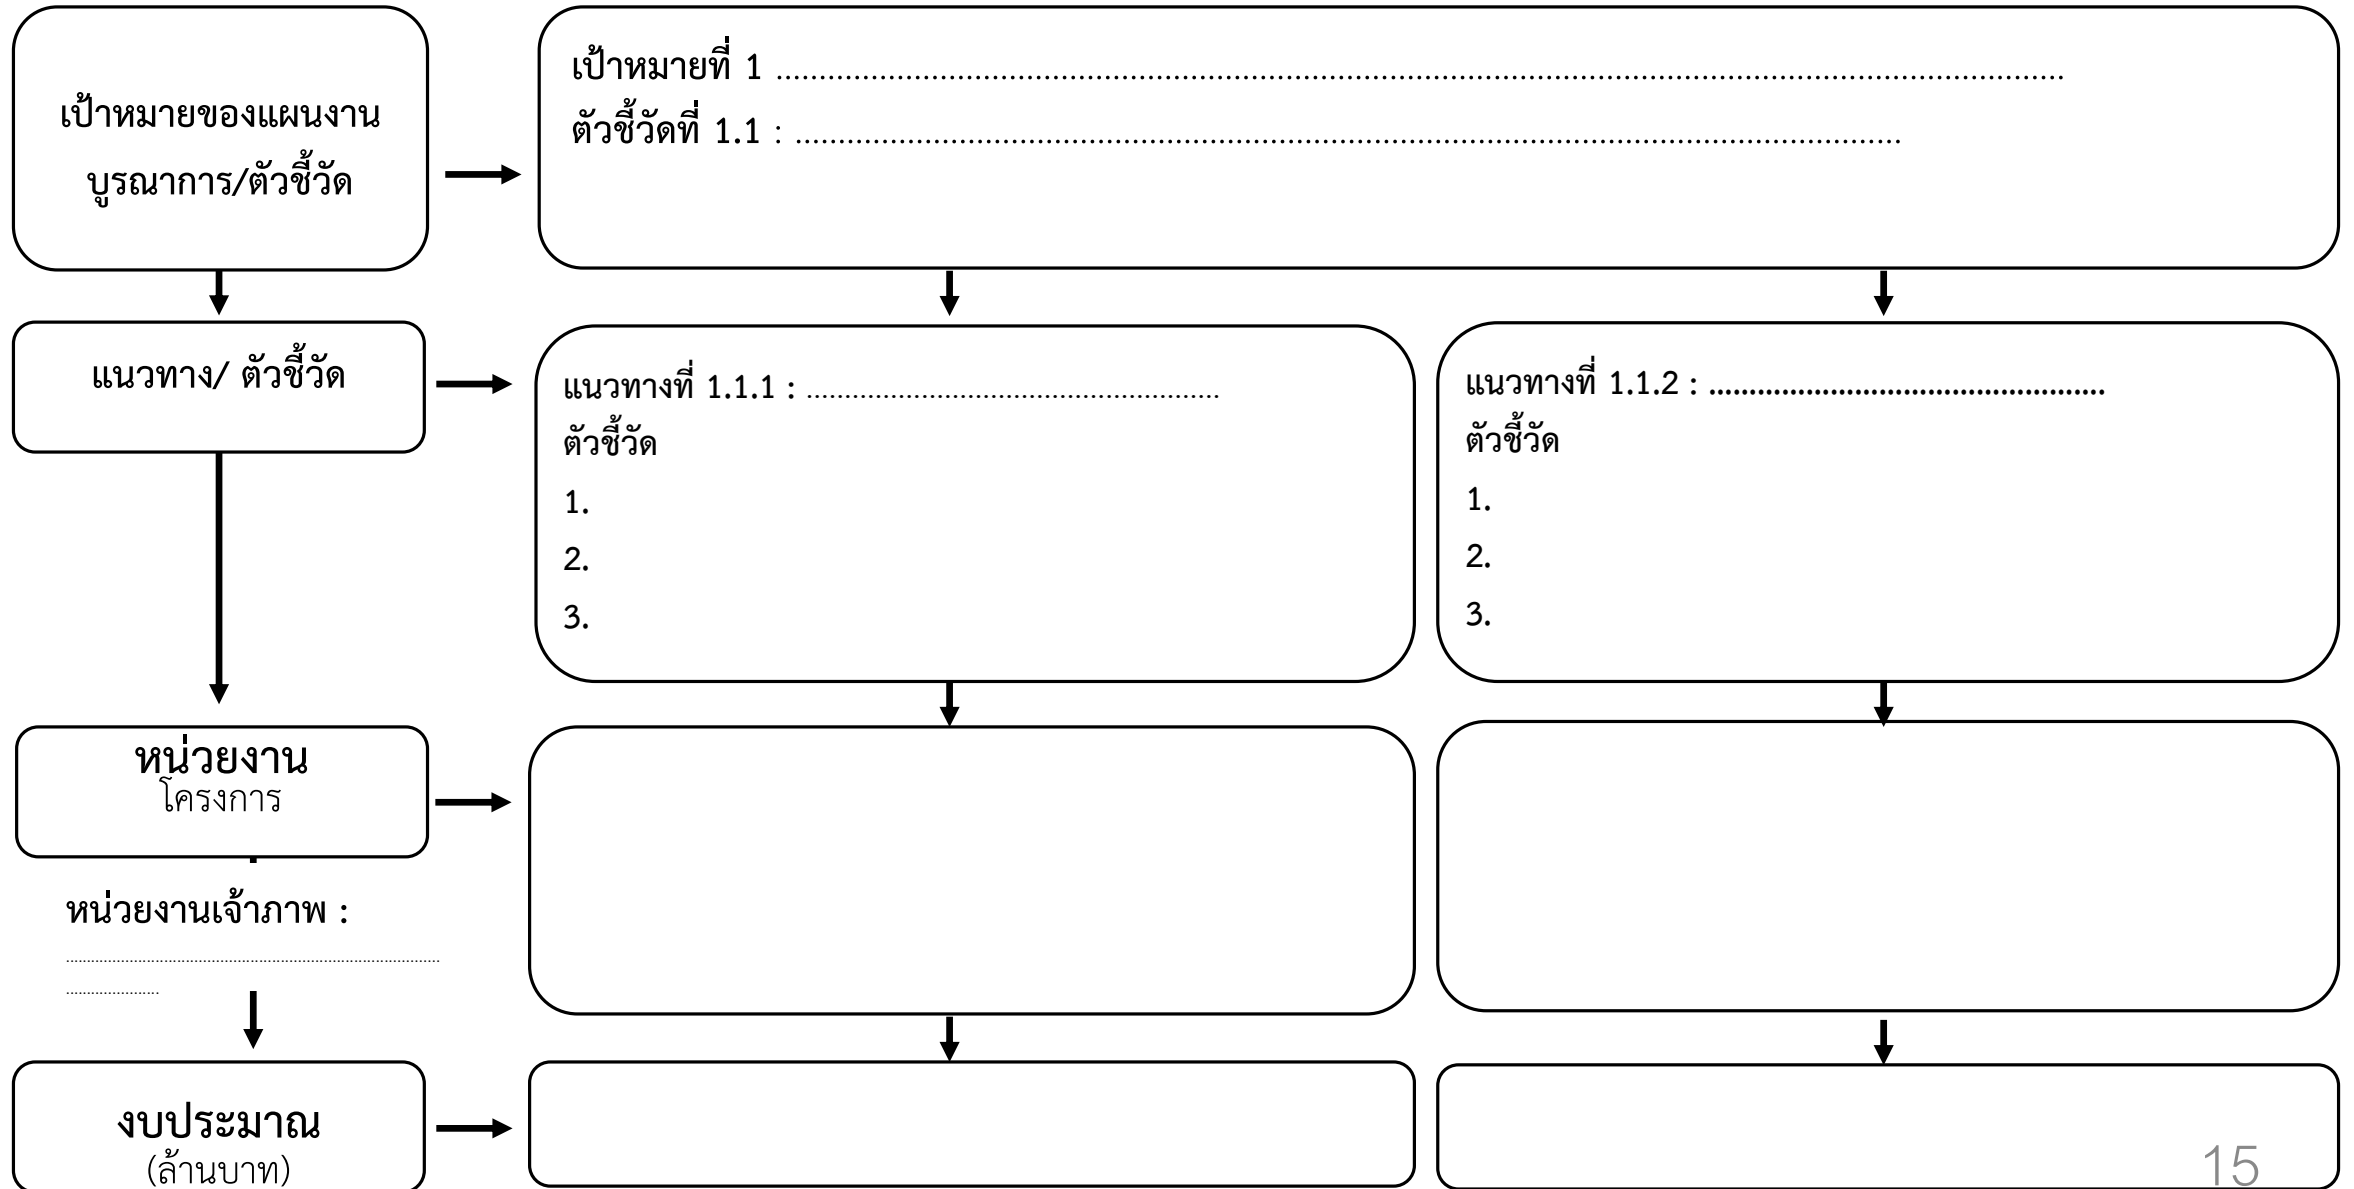 เป้าหมายของแผนงาน
บูรณาการ/ตัวชี้วัด
เป้าหมายที่ 1 ................................................................................................................................................
ตัวชี้วัดที่ 1.1 : ............................................................................................................................
แนวทาง/ ตัวชี้วัด
แนวทางที่ 1.1.1 : ......................................................
ตัวชี้วัด
1.
2.
3.
แนวทางที่ 1.1.2 : ................................................
ตัวชี้วัด
1.
2.
3.
หน่วยงาน
โครงการ
หน่วยงานเจ้าภาพ :
........................................................................................
......................
งบประมาณ
(ล้านบาท)
15